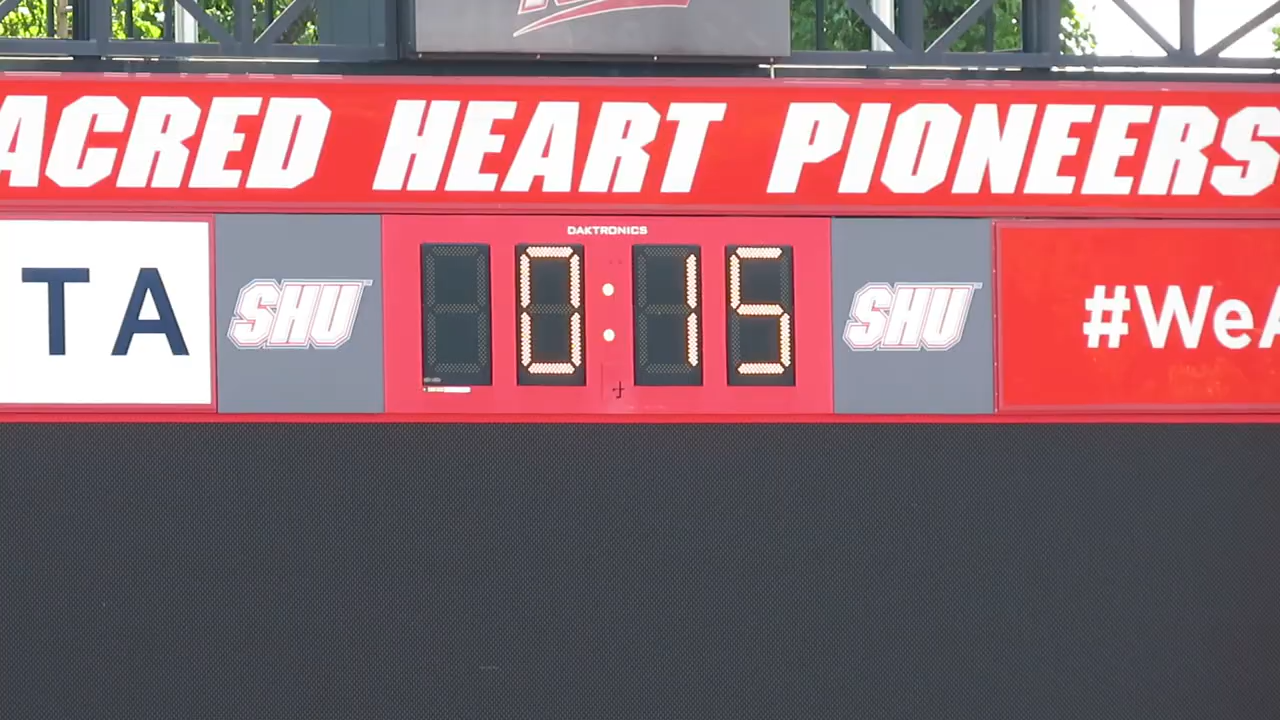 ACRED HEART PIONEERS
DAKTRONICS
TA
SHU
0:15
SHU
#WeA